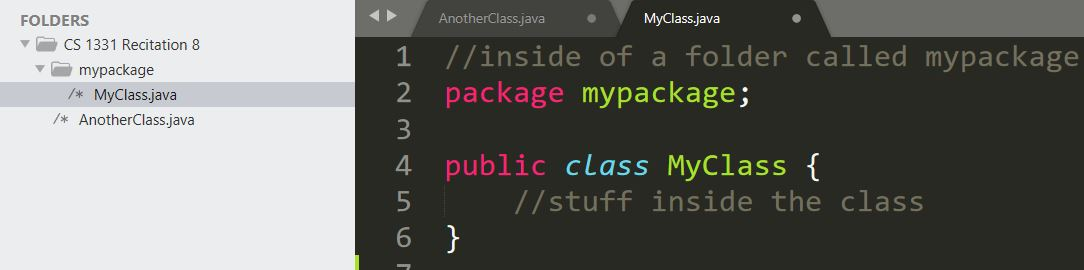 FOLDERS
CS 1331 Recitation 8
mypackage
/* MyClass.java
/* AnotherClass.java
AnotherClass.java
MyClass.java
1 //inside of a folder called mypackage
2 package mypackage;
3
4 public class MyClass {
5 //stuff inside the class
6 }
7